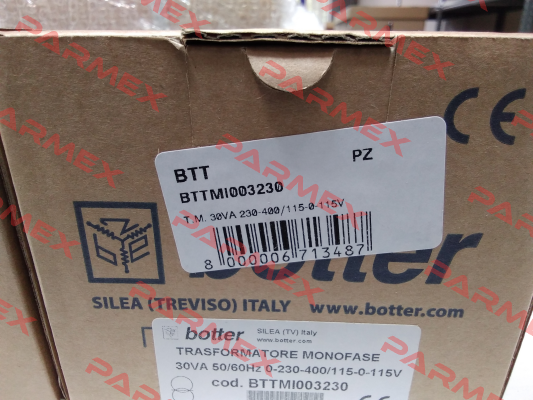 PARMEX
CE
BTT PZ
BTTMI003230
T.M. 30VA 230-400/115-0-115V
8 000006 713487
botter
SILEA (TREVISO) ITALY www.botter.com
botter SILEA (TV) Italy
www.botter.com
TRASFORMATORE MONOFASE
30VA 50/60Hz 0-230-400/115-0-115V
cod. BTTMI003230